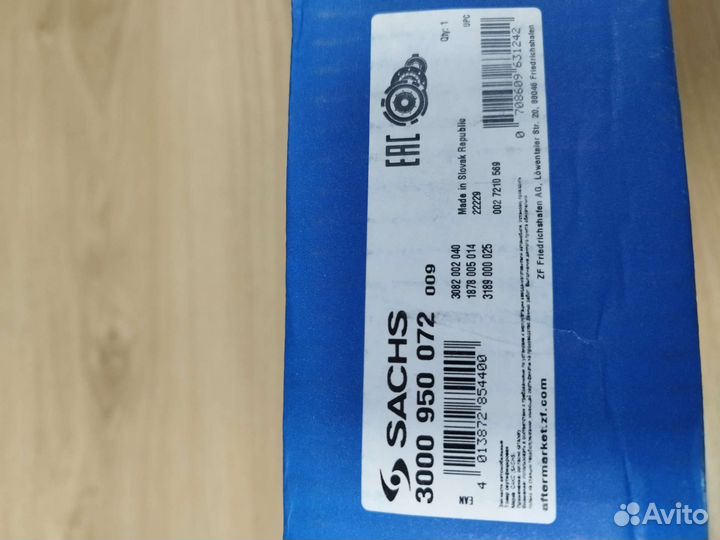 SACHS
3000 950 072 009
3082 002 040
1878 005 014
3189 000 025
EAC
Made in Slovak Republic
22229
002 7210 569
Qty: 1
UPC
0 708609 631242
EAN
4 013872 854400
ZF Friedrichshafen AG, Löwentaler Str. 20, 88046 Friedrichshafen
aftermarket.zf.com
Avito